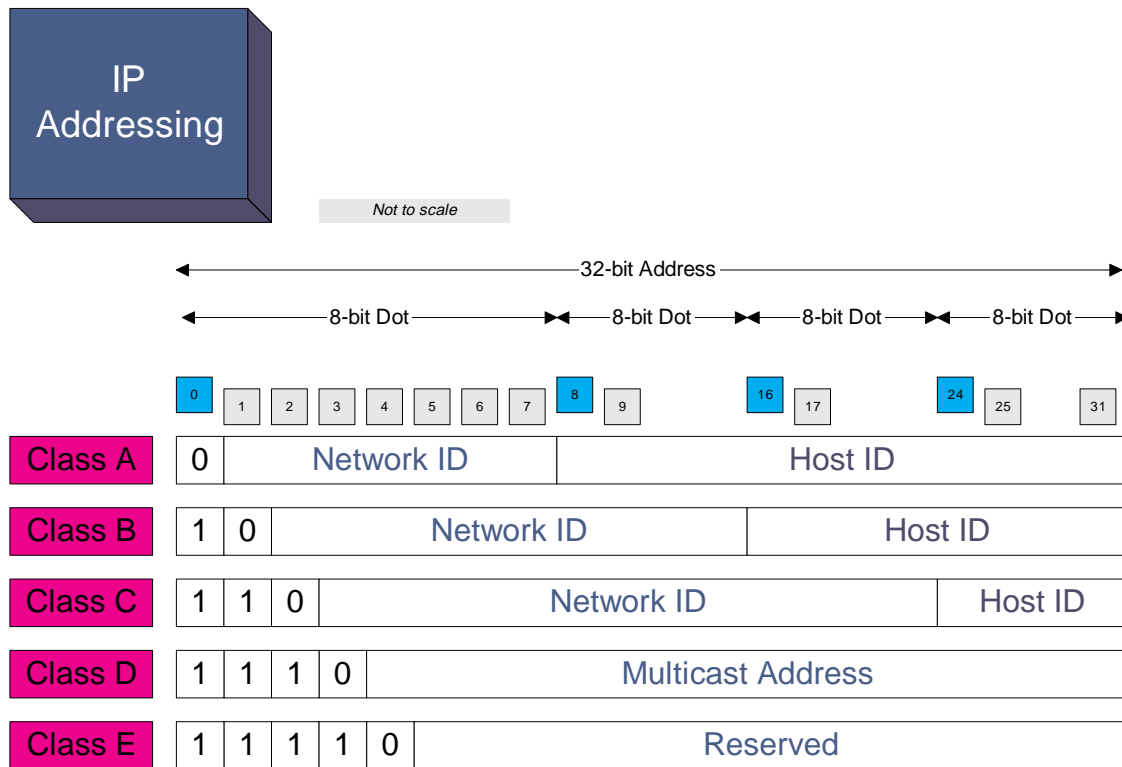 IP
Addressing
Not to scale
32-bit Address
8-bit Dot 8-bit Dot 8-bit Dot 8-bit Dot
0 1 2 3 4 5 6 7 8 9 16 17 24 25 31
Class A 0 Network ID Host ID
Class B 1 0 Network ID Host ID
Class C 1 1 0 Network ID Host ID
Class D 1 1 1 0 Multicast Address
Class E 1 1 1 1 0 Reserved